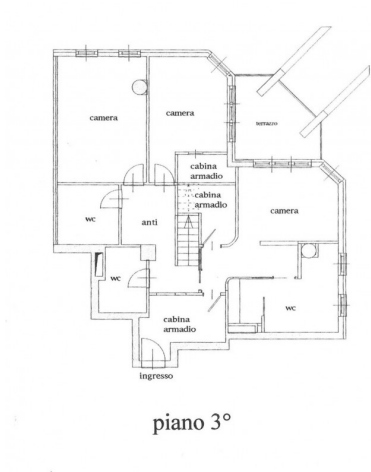 camera
camera
terrazzo
cabina
armadio
cabina
armadio
camera
wc
anti
wc
wc
cabina
armadio
ingresso
piano 3°